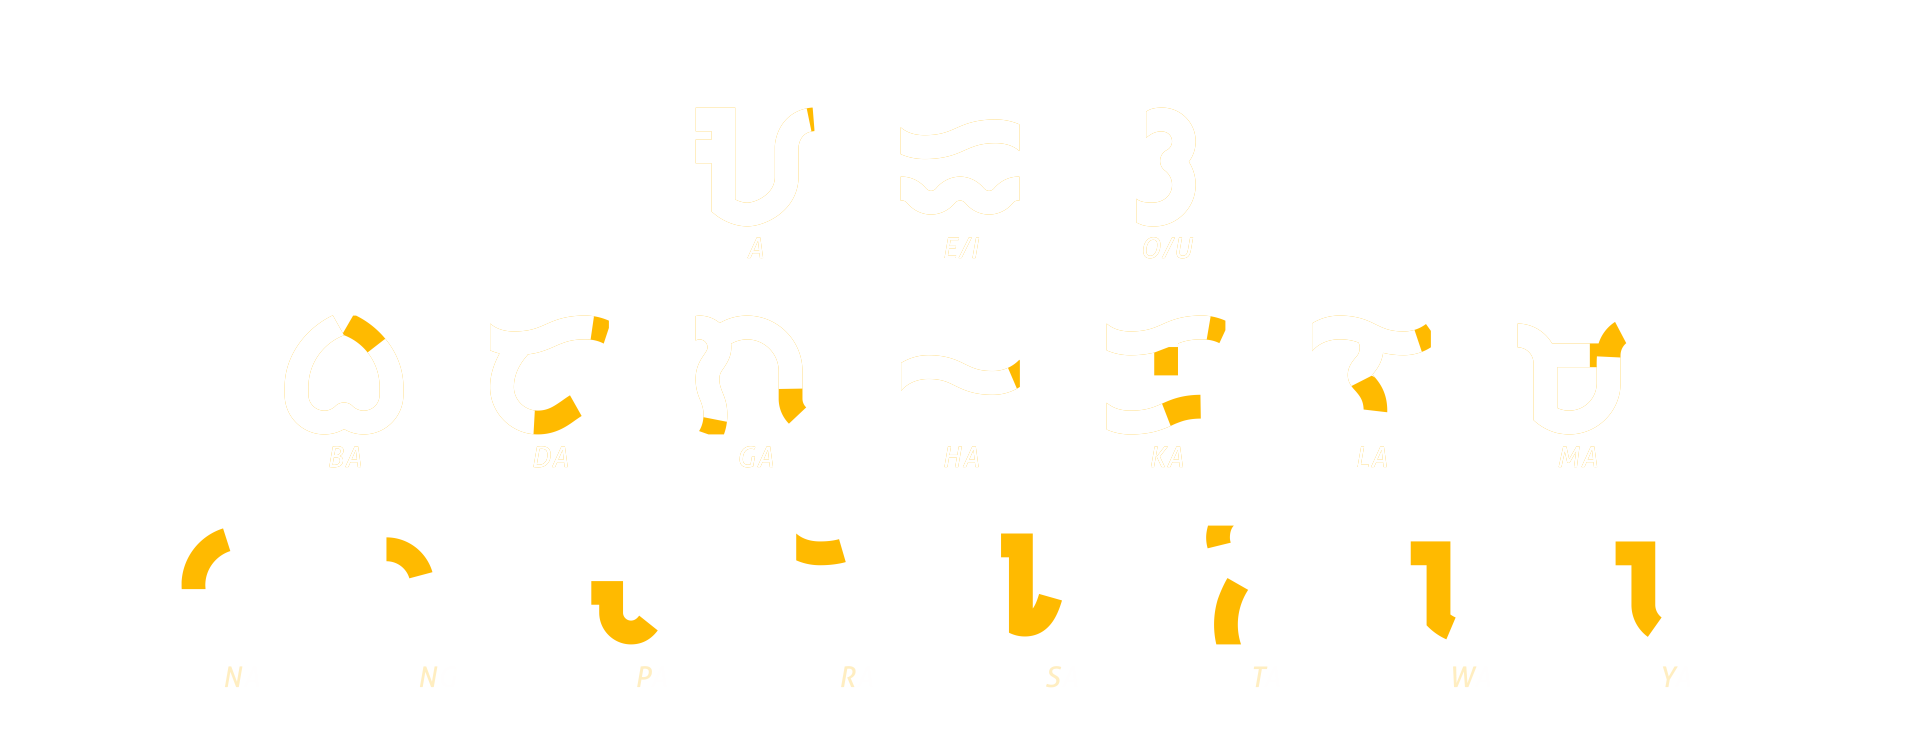 ᜀ ᜁ ᜂ
A E/I O/U
ᜊ ᜇ ᜄ ᜑ ᜃ ᜎ ᜋ
BA DA GA HA KA LA MA
N N P R S T W Y